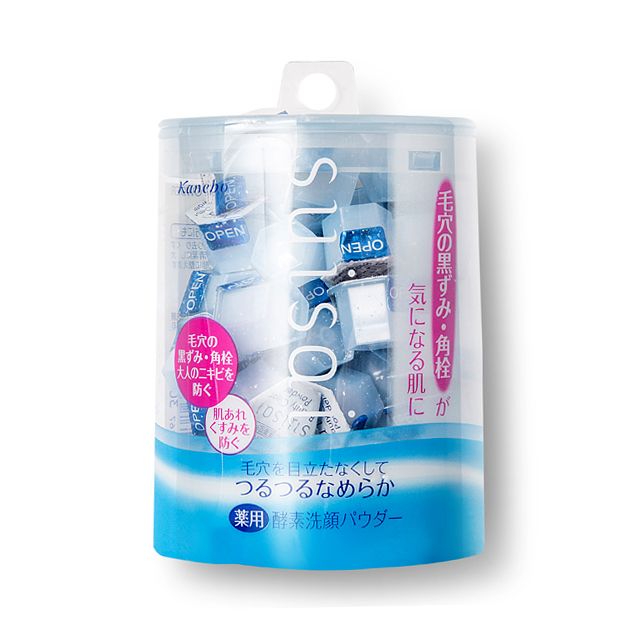 Kanebo
suisai
毛穴の黒ずみ・角栓が
気になる肌に
OPEN
OPEN
OPEN
OPEN
毛穴の
黒ずみ・角栓
大人のニキビを
防ぐ
肌あれ
くすみを
防ぐ
毛穴を目立たなくして
つるつるなめらか
薬用 酵素洗顔パウダー